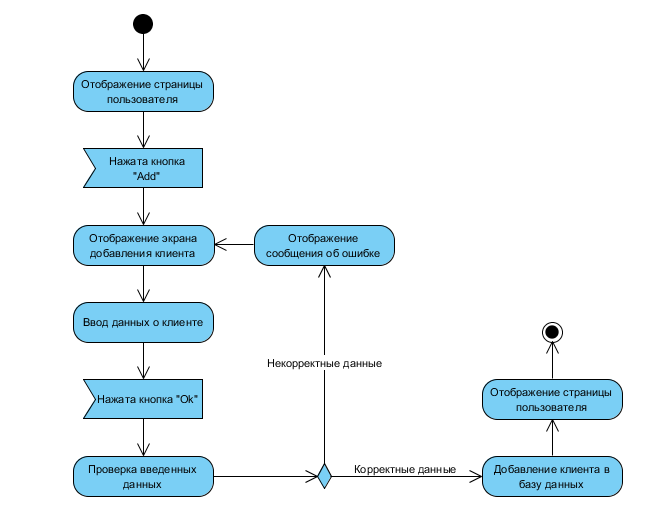 Отображение страницы
пользователя
Нажата кнопка
"Add"
Отображение экрана
добавления клиента
Отображение
сообщения об ошибке
Ввод данных о клиенте
Некорректные данные
Нажата кнопка "Ok"
Отображение страницы
пользователя
Проверка введенных
данных
Корректные данные
Добавление клиента в
базу данных